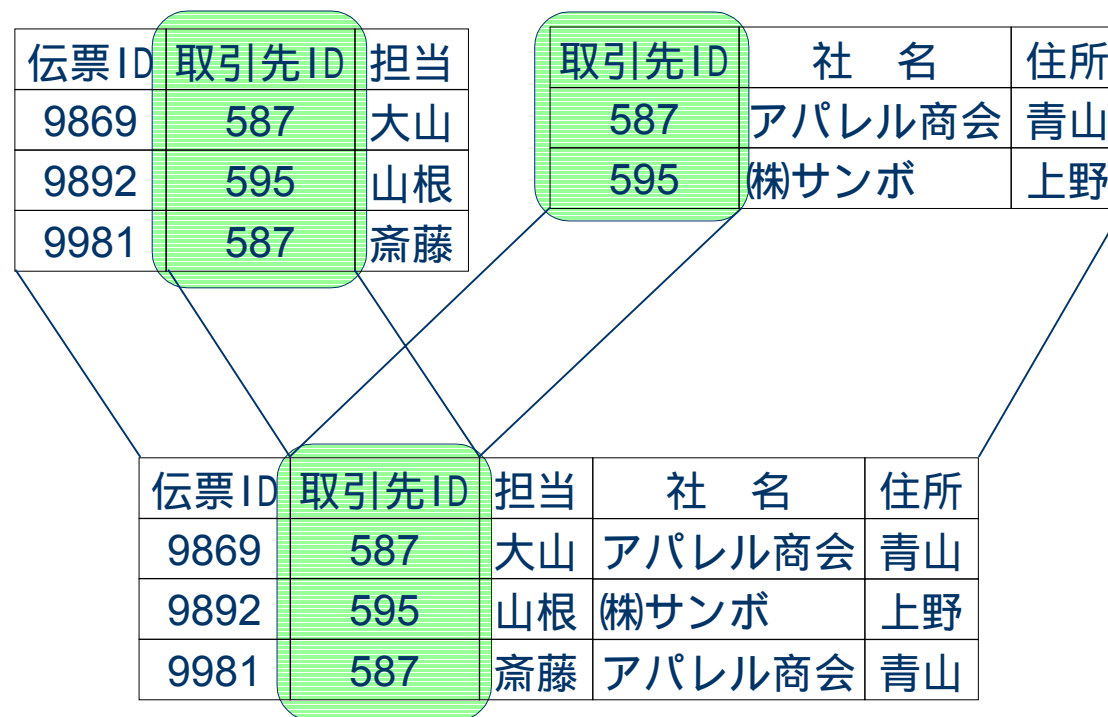 伝票ID 取引先ID 担当
9869 587 大山
9892 595 山根
9981 587 斎藤
取引先ID 社　名 住所
587 アパレル商会 青山
595 ㈱サンボ 上野
伝票ID 取引先ID 担当 社　名 住所
9869 587 大山 アパレル商会 青山
9892 595 山根 ㈱サンボ 上野
9981 587 斎藤 アパレル商会 青山